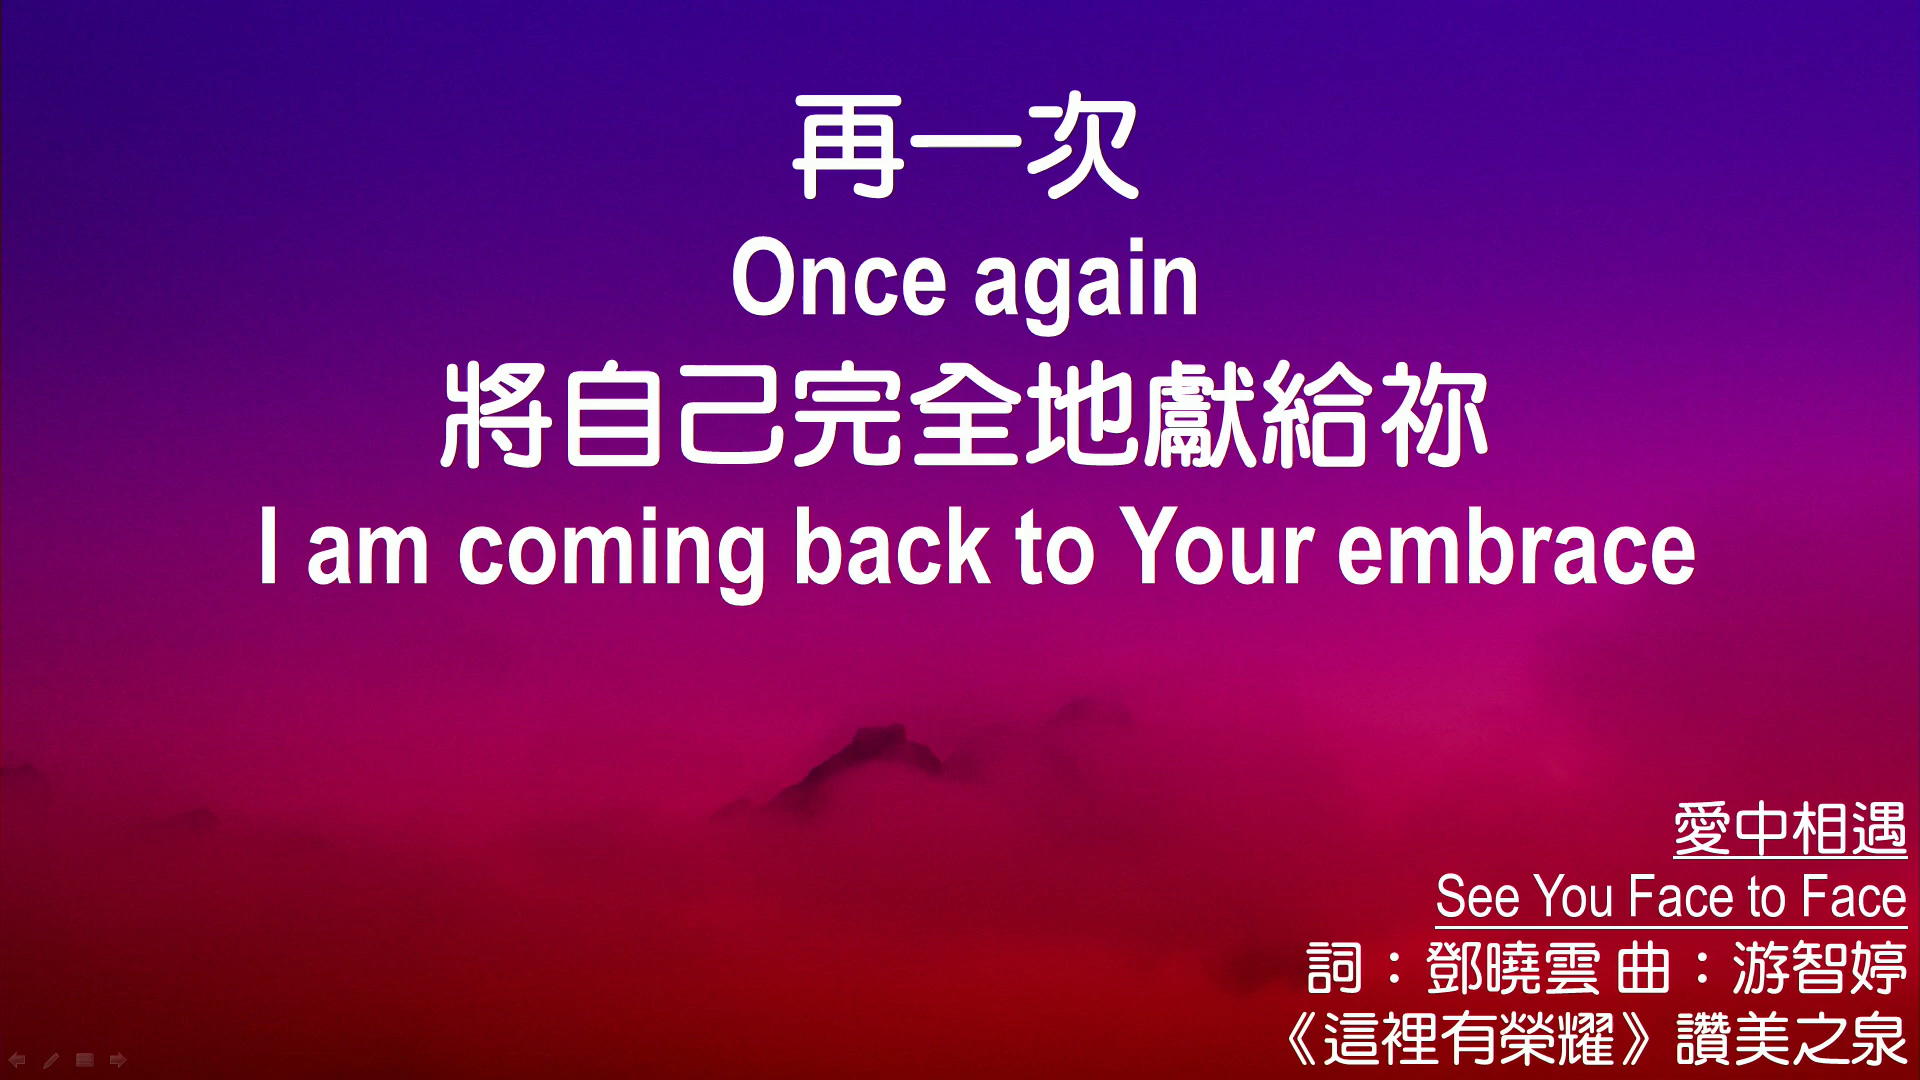 再一次
Once again
將自己完全地獻給祢
I am coming back to Your embrace
愛中相遇
See You Face to Face
詞：鄧曉雲 曲：游智婷
《這裡有榮耀》讚美之泉